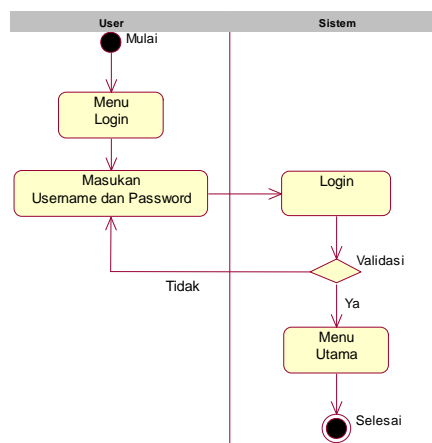 User
Sistem
Mulai
Menu
Login
Masukan
Username dan Password
Login
Validasi
Tidak
Ya
Menu
Utama
Selesai